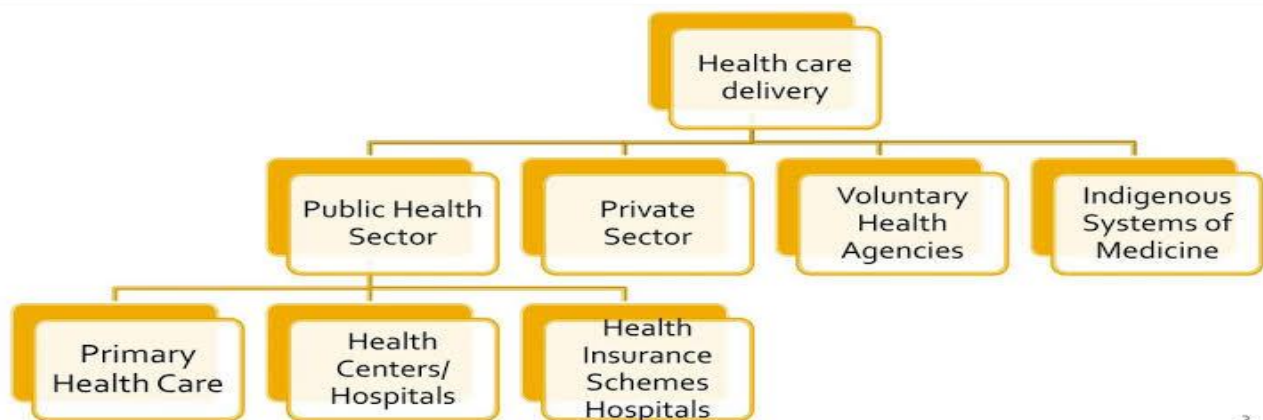 Health care
delivery
Public Health
Sector
Private
Sector
Voluntary
Health
Agencies
Indigenous
Systems of
Medicine
Primary
Health Care
Health
Centers/
Hospitals
Health
Insurance
Schemes
Hospitals
3